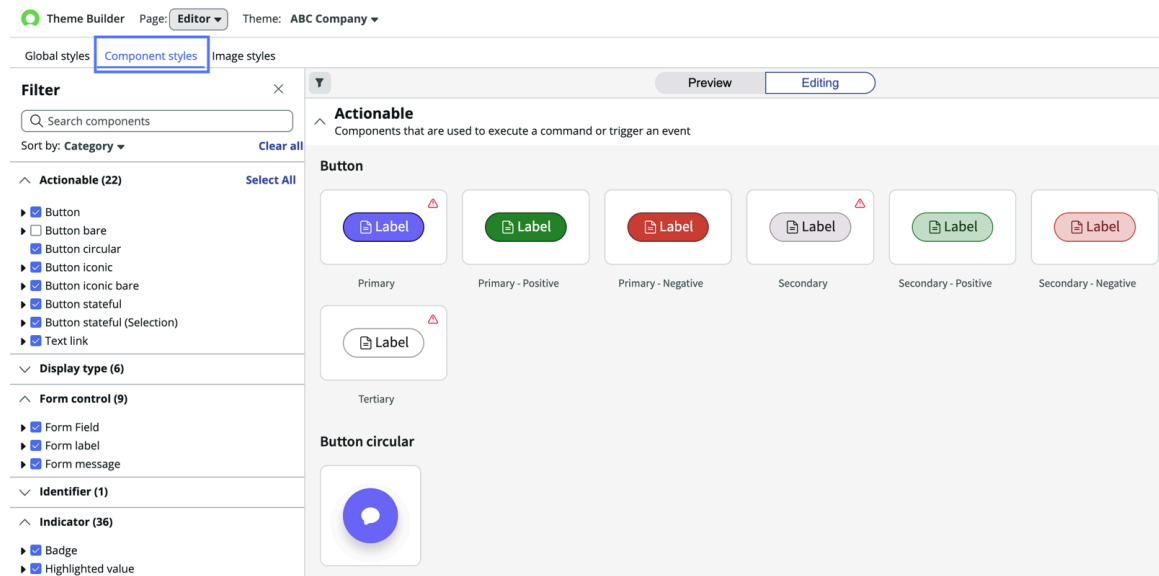 Theme Builder Page: Editor Theme: ABC Company
Global styles Component styles Image styles
Filter
Search components
Sort by: Category Clear all
Actionable (22) Select All
Button
Button bare
Button circular
Button iconic
Button iconic bare
Button stateful
Button stateful (Selection)
Text link
Display type (6)
Form control (9)
Form Field
Form label
Form message
Identifier (1)
Indicator (36)
Badge
Highlighted value
Preview Editing
Actionable
Components that are used to execute a command or trigger an event
Button
Label Label Label Label Label Label
Primary Primary - Positive Primary - Negative Secondary Secondary - Positive Secondary - Negative
Label
Tertiary
Button circular